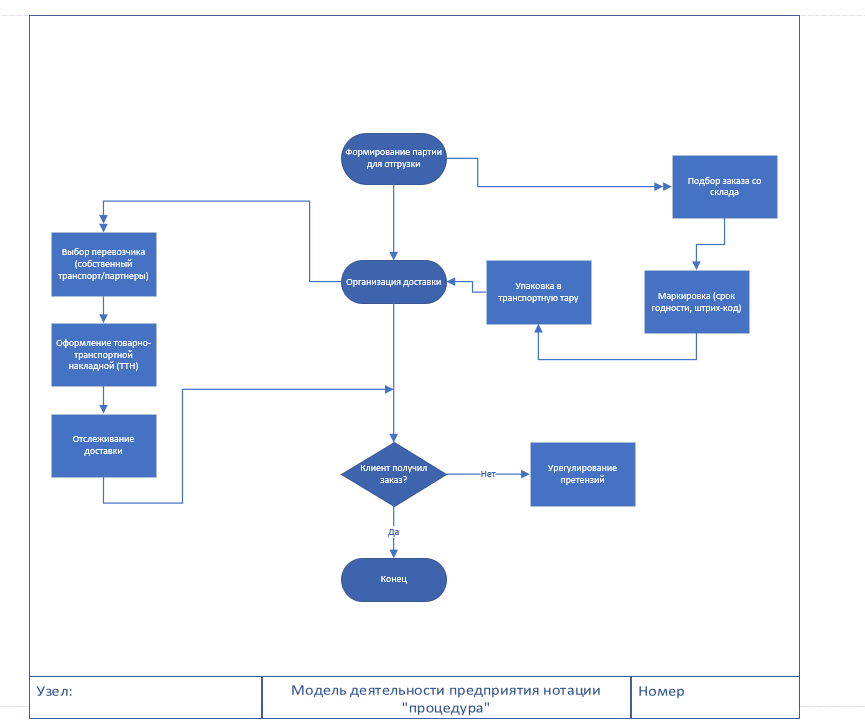 Формирование партии
для отгрузки
Подбор заказа со
склада
Выбор перевозчика
(собственный
транспорт/партнеры)
Организация доставки
Упаковка в
транспортную тару
Маркировка (срок
годности, штрих-код)
Оформление товарно-
транспортной
накладной (ТТН)
Отслеживание
доставки
Клиент получил
заказ?
Нет
Урегулирование
претензий
Да
Конец
Узел:
Модель деятельности предприятия нотации
"процедура"
Номер